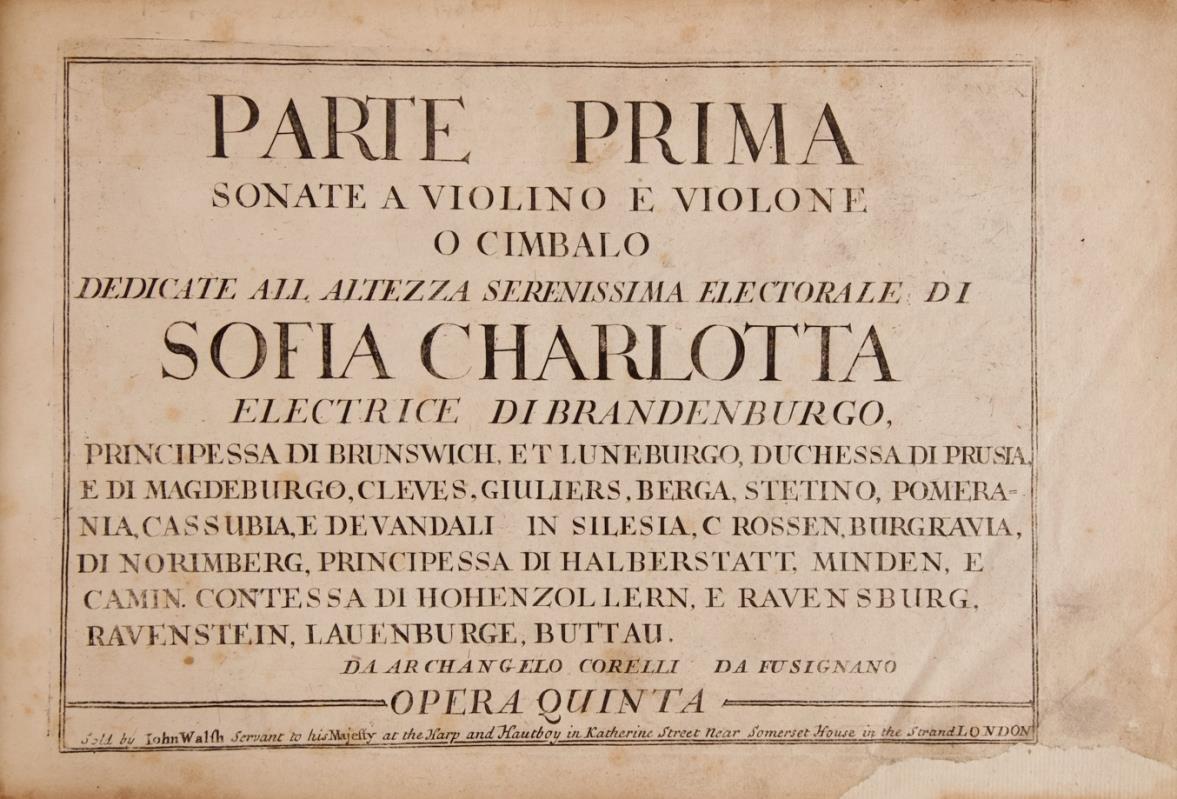 PARTE PRIMA
SONATE A VIOLINO E VIOLONE
O CIMBALO
DEDICATE ALL ALTEZZA SERENISSIMA ELECTORALE DI
SOFIA CHARLOTTA
ELECTRICE DI BRANDENBURGO,
PRINCIPESSA DI BRUNSWICH, ET LUNEBURGO, DUCHESSA DI PRUSIA,
E DI MAGDEBURGO, CLEVES, GIULIERS, BERGA, STETINO, POMERA=
NIA, CASSUBIA, E DE VANDALI IN SILESIA, C ROSSEN, BURGRAVIA,
DI NORIMBERG, PRINCIPESSA DI HALBERSTATT, MINDEN, E
CAMIN. CONTESSA DI HOHENZOLLERN, E RAVENSBURG,
RAVENSTEIN, LAUENBURGE, BUTTAU.
DA ARCHANGELO CORELLI DA FUSIGNANO
OPERA QUINTA
Sold by Iohn Walſh Servant to his Majeſty at the Harp and Hautboy in Katherine Street Near Somerset House in the Strand LONDON